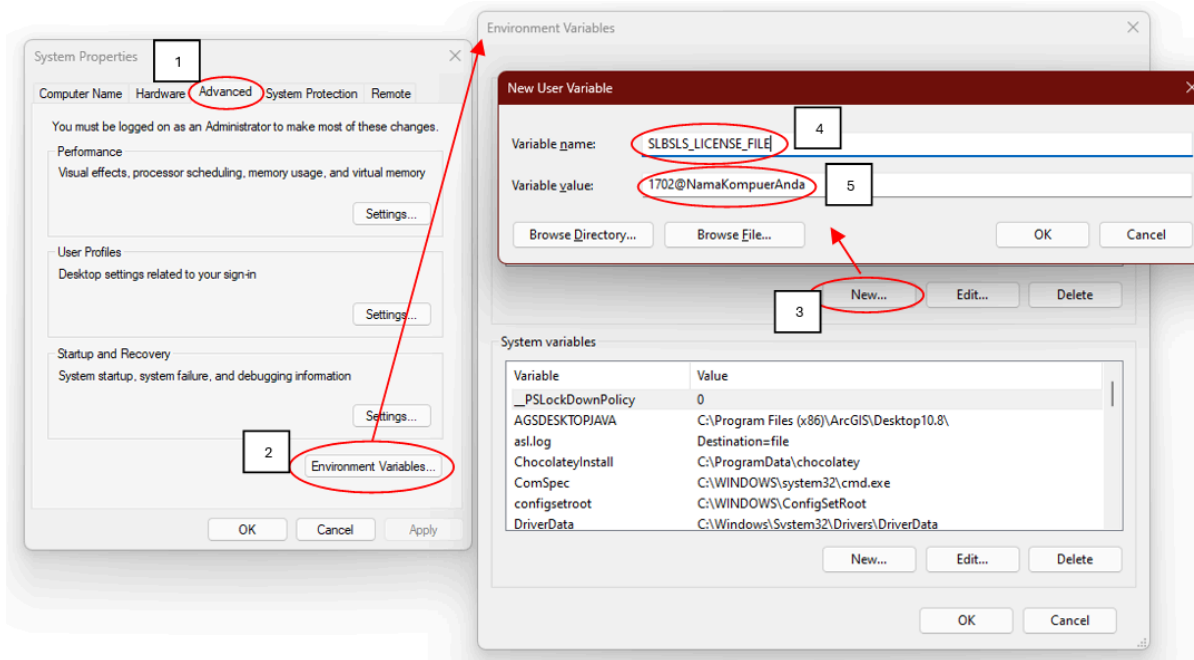 System Properties
1
Computer Name Hardware Advanced System Protection Remote
You must be logged on as an Administrator to make most of these changes.
Performance
Visual effects, processor scheduling, memory usage, and virtual memory
Settings...
User Profiles
Desktop settings related to your sign-in
Settings...
Startup and Recovery
System startup, system failure, and debugging information
Settings...
2
Environment Variables...
OK Cancel Apply
Environment Variables
New User Variable
Variable name: SLBSLS_LICENSE_FILE
4
Variable value: 1702@NamaKompuerAnda
5
Browse Directory... Browse File... OK Cancel
3
New... Edit... Delete
System variables
Variable Value
__PSLockDownPolicy 0
AGSDESKTOPJAVA C:\Program Files (x86)\ArcGIS\Desktop10.8\
asl.log Destination=file
ChocolateyInstall C:\ProgramData\chocolatey
ComSpec C:\WINDOWS\system32\cmd.exe
configsetroot C:\WINDOWS\ConfigSetRoot
DriverData C:\Windows\System32\Drivers\DriverData
New... Edit... Delete
OK Cancel